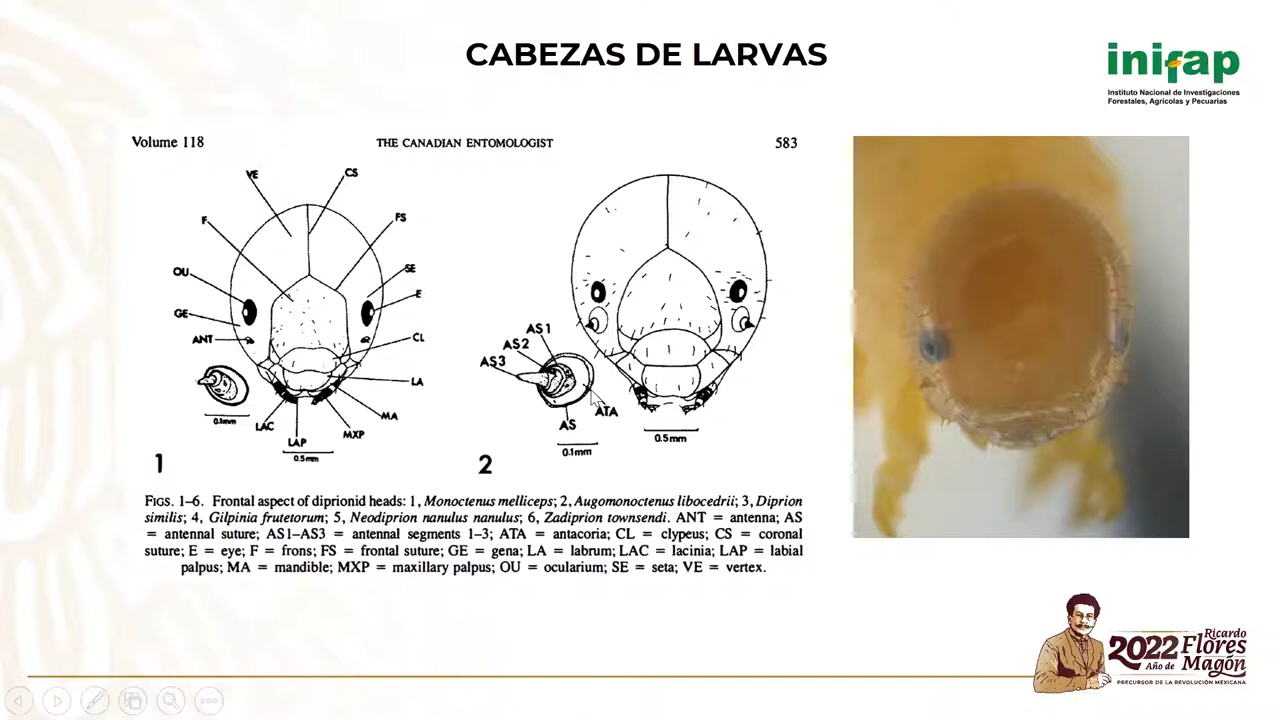 CABEZAS DE LARVAS
inifap
Instituto Nacional de Investigaciones
Forestales, Agrícolas y Pecuarias
Volume 118 THE CANADIAN ENTOMOLOGIST 583
VE CS
F FS
OU SE
GE E
ANT CL
LA
MA
LAC LAP MXP
0.1mm
0.5mm
1
AS1
AS2
AS3
ATA
AS
0.1mm
0.5mm
2
FIGS. 1–6. Frontal aspect of diprionid heads: 1, Monoctenus melliceps; 2, Augomonoctenus libocedrii; 3, Diprion
similis; 4, Gilpinia frutetorum; 5, Neodiprion nanulus nanulus; 6, Zadiprion townsendi. ANT = antenna; AS
= antennal suture; AS1–AS3 = antennal segments 1–3; ATA = antacoria; CL = clypeus; CS = coronal
suture; E = eye; F = frons; FS = frontal suture; GE = gena; LA = labrum; LAC = lacinia; LAP = labial
palpus; MA = mandible; MXP = maxillary palpus; OU = ocularium; SE = seta; VE = vertex.
2022 Ricardo
Año de Flores
Magón
PRECURSOR DE LA REVOLUCIÓN MEXICANA